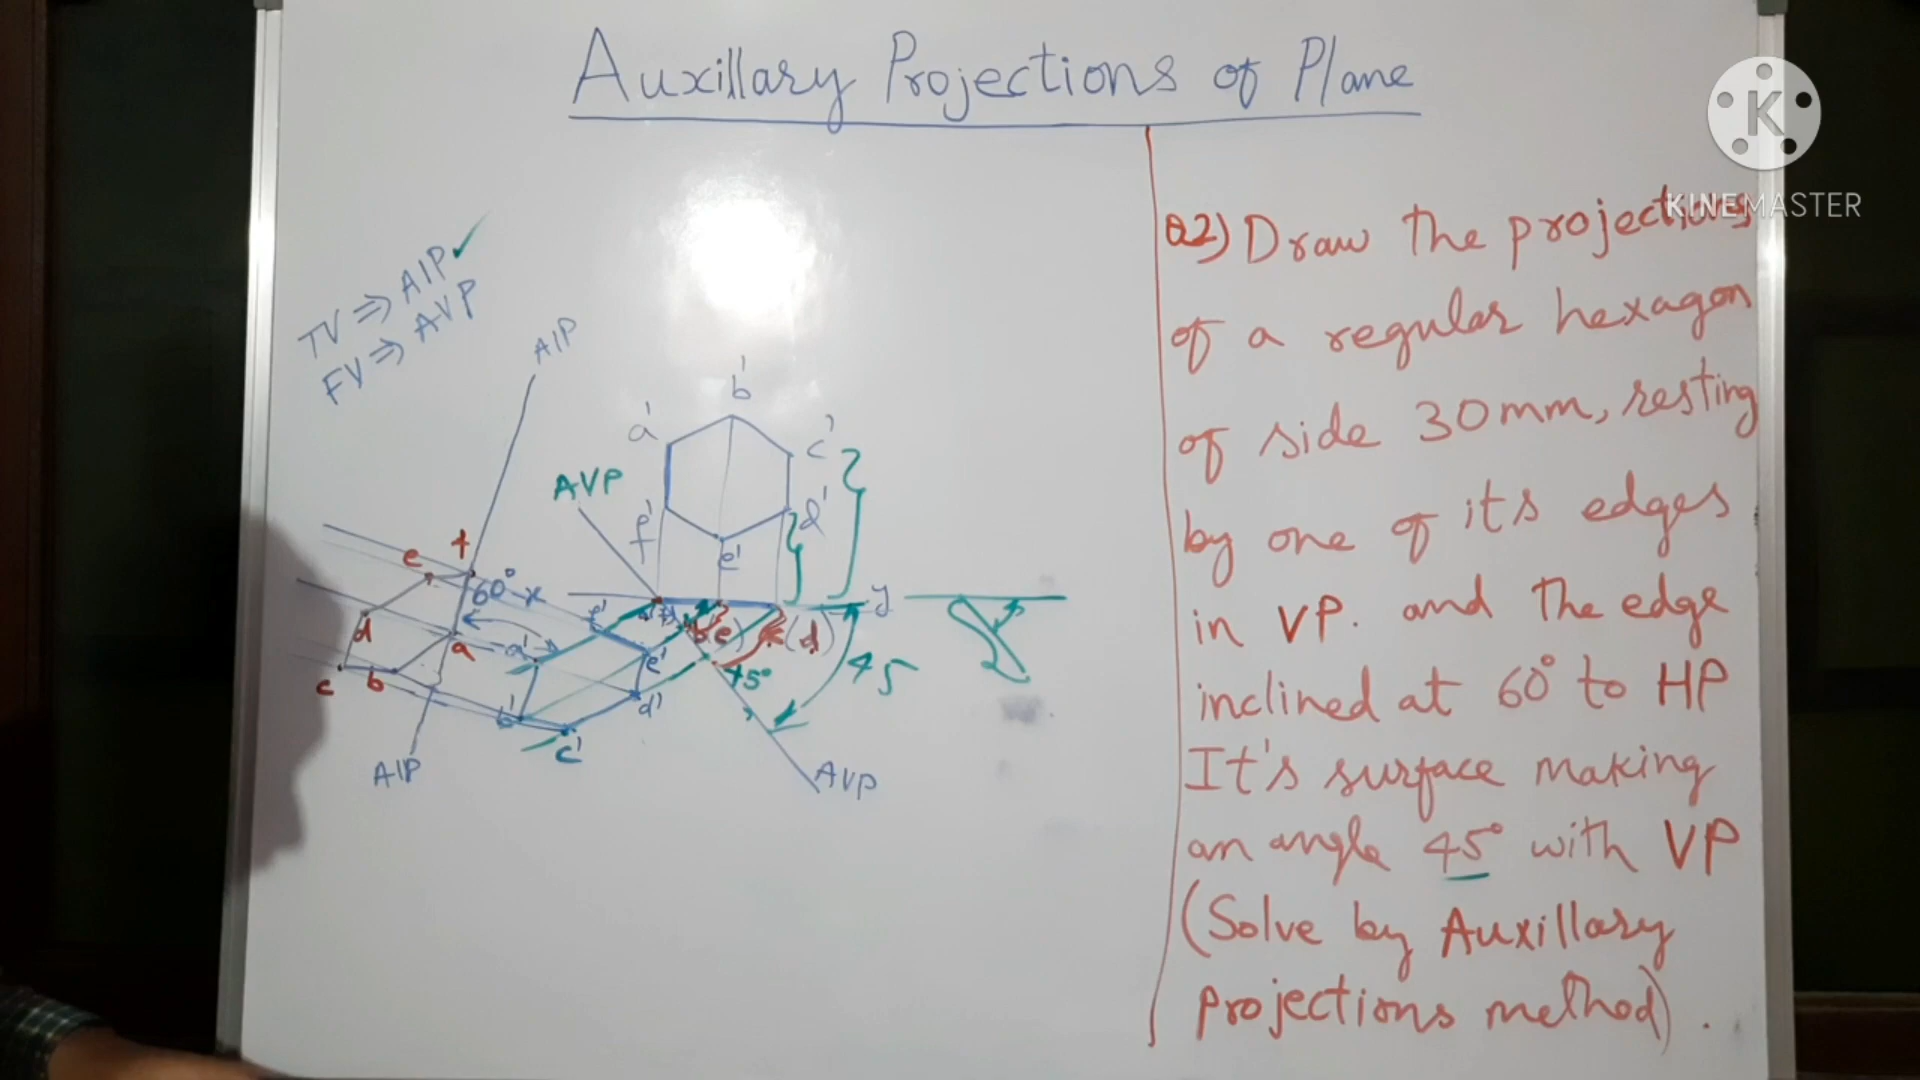 Auxillary Projections of Plane
K
KINEMASTER
TV ⇒ AIP ✓
FV ⇒ AVP
AIP
b'
a'
c'
AVP
f'
d'
e'
e
f
60°
x
y
f'
d
a
a'
e'
(d)
c
b
b'
d'
c'
45°
45
AIP
AVP
Q2) Draw the projections
of a regular hexagon
of side 30mm, resting
by one of it's edges
in VP. and the edge
inclined at 60° to HP
It's surface making
an angle 45° with VP
(Solve by Auxillary
projections method).